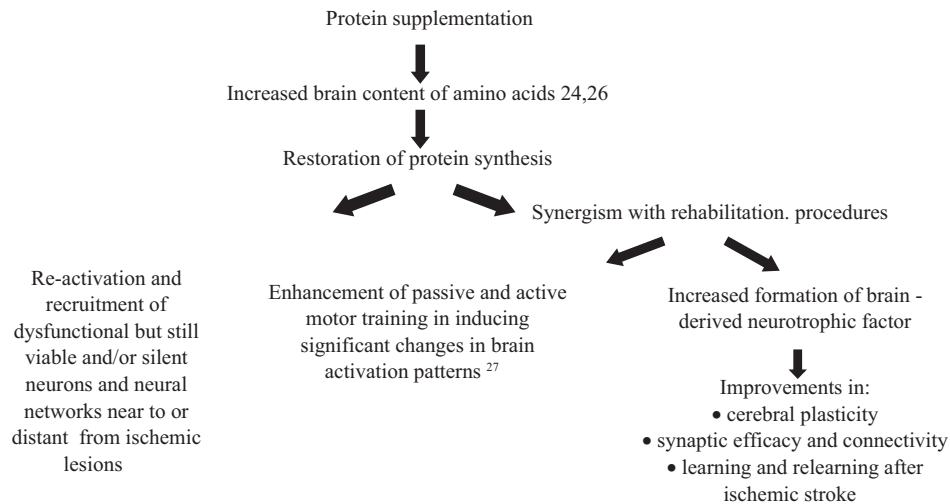 Protein supplementation
Increased brain content of amino acids 24,26
Restoration of protein synthesis
Synergism with rehabilitation. procedures
Re-activation and
recruitment of
dysfunctional but still
viable and/or silent
neurons and neural
networks near to or
distant from ischemic
lesions
Enhancement of passive and active
motor training in inducing
significant changes in brain
activation patterns 27
Increased formation of brain -
derived neurotrophic factor
Improvements in:
• cerebral plasticity
• synaptic efficacy and connectivity
• learning and relearning after
ischemic stroke